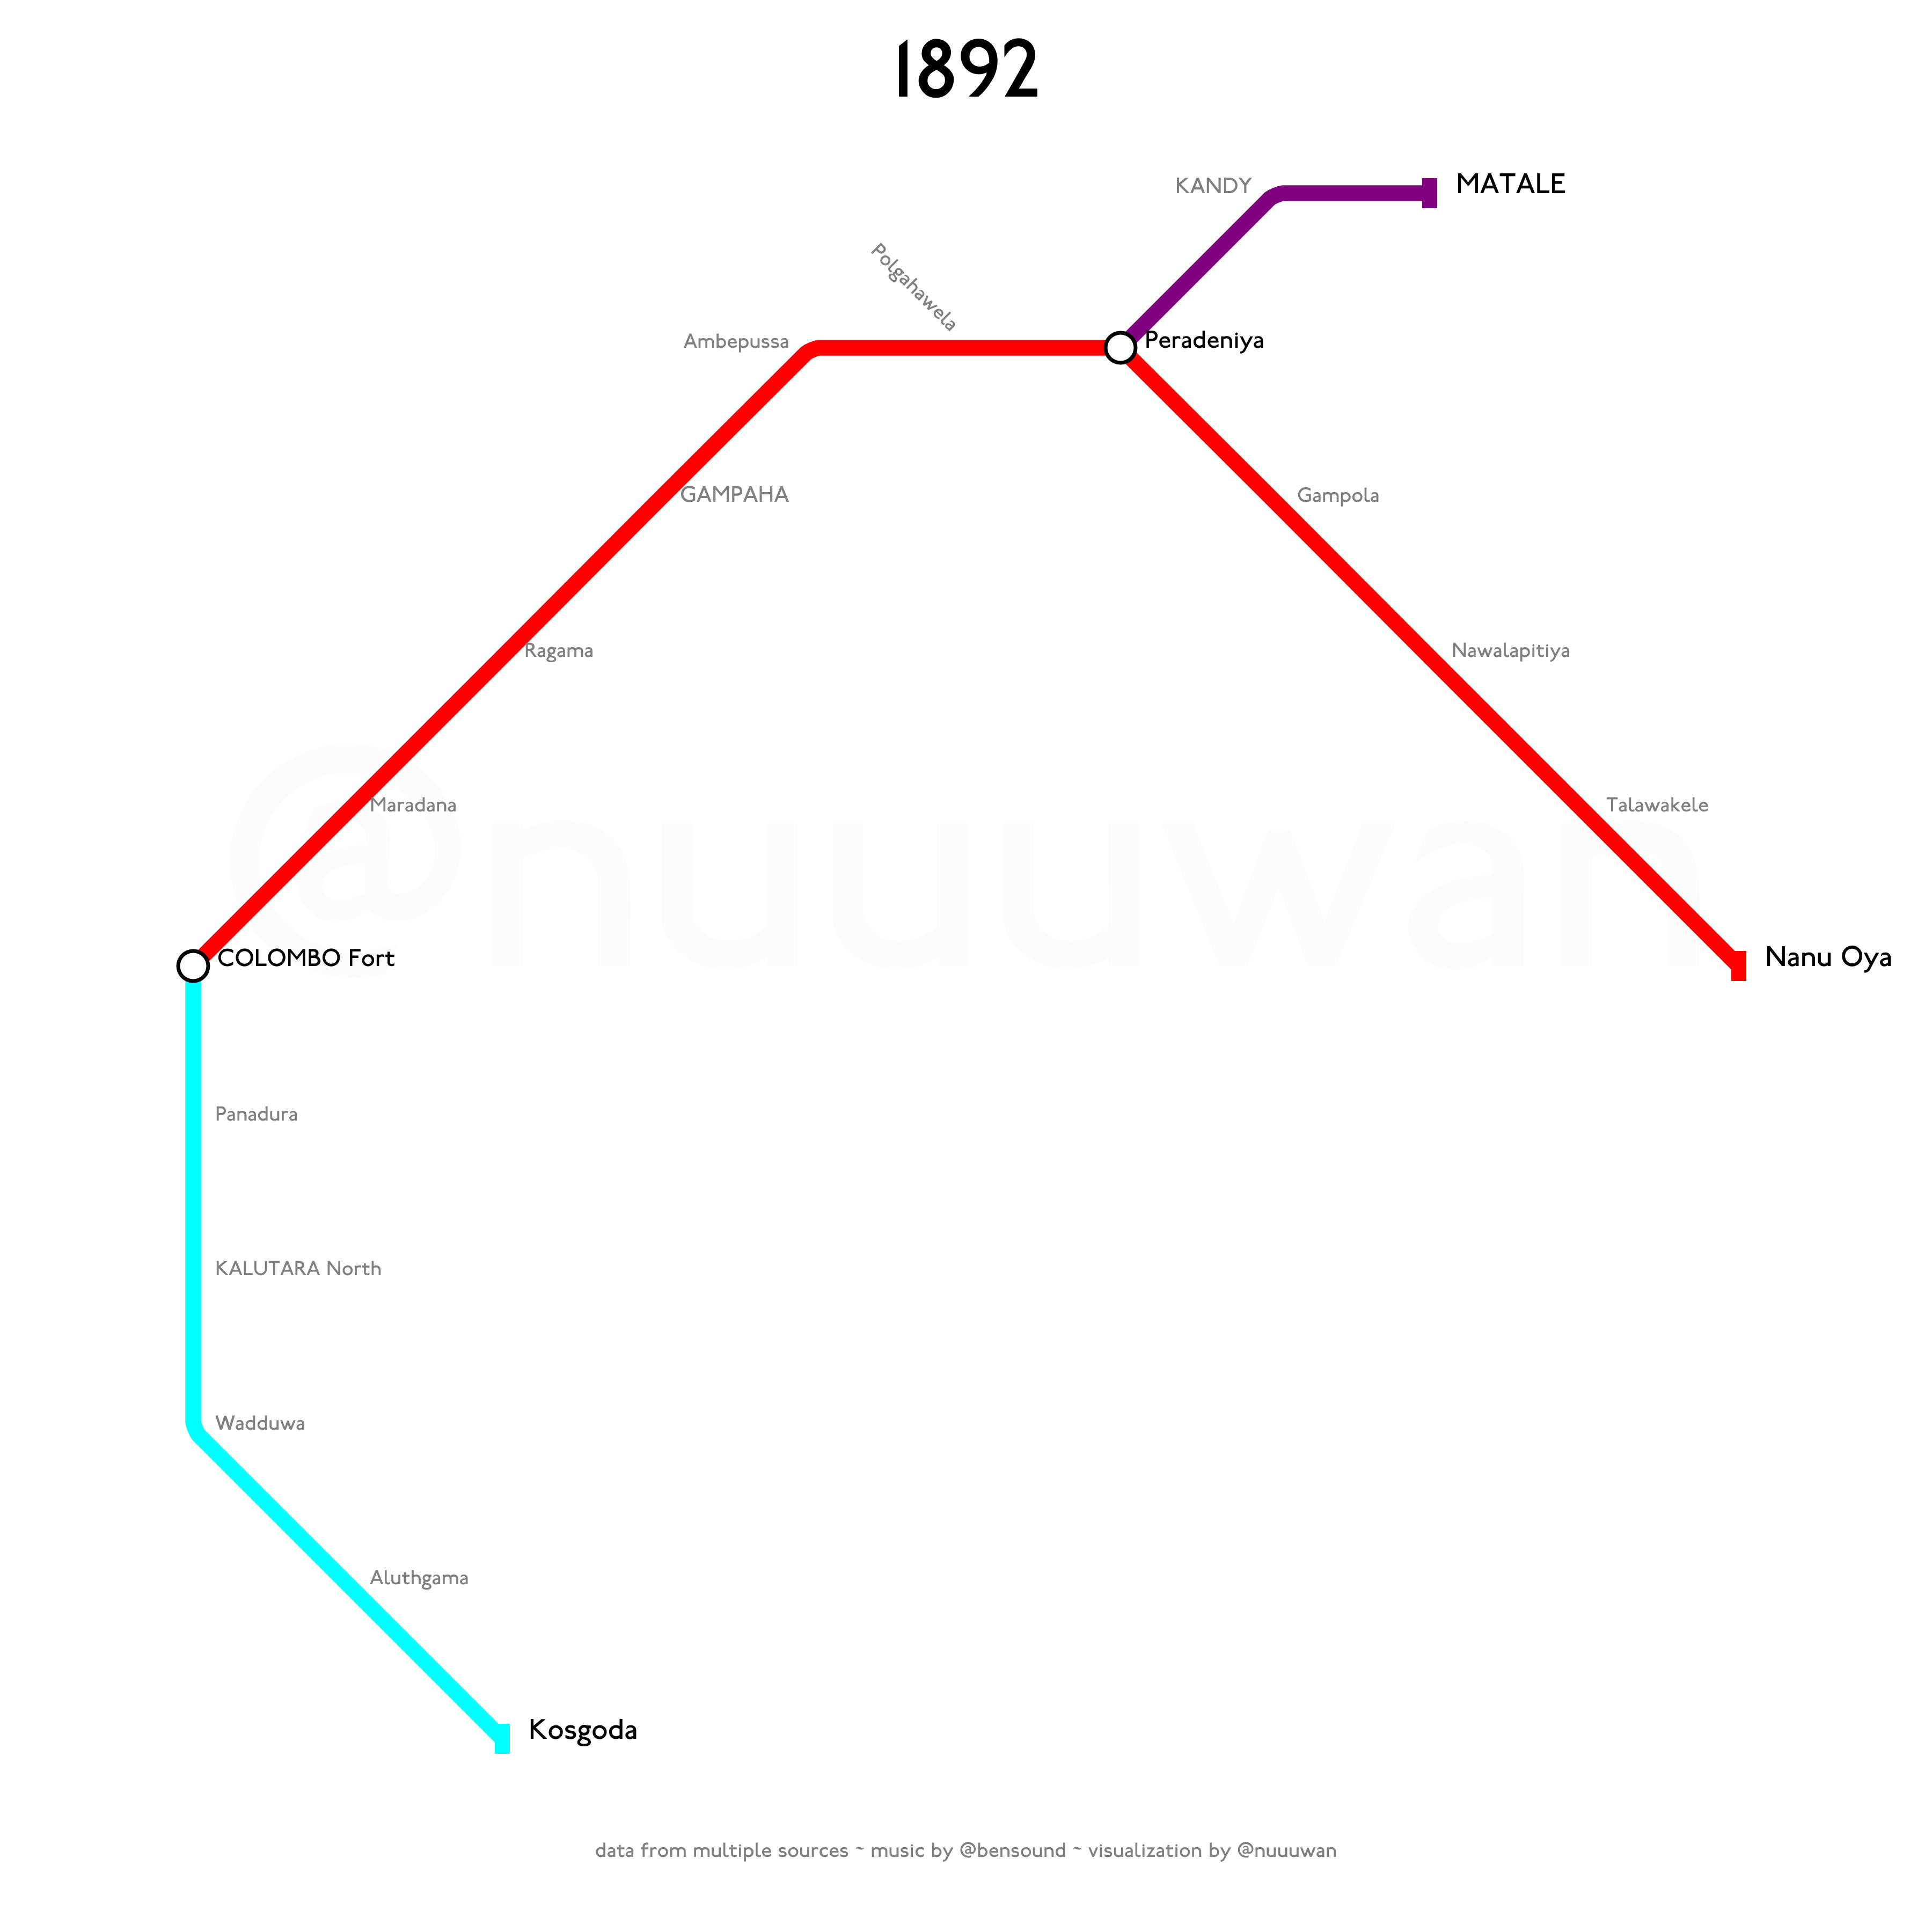 1892
KANDY
MATALE
Polgahawela
Ambepussa
Peradeniya
GAMPAHA
Gampola
Ragama
Nawalapitiya
Maradana
Talawakele
@nuuuwan
COLOMBO Fort
Nanu Oya
Panadura
KALUTARA North
Wadduwa
Aluthgama
Kosgoda
data from multiple sources ~ music by @bensound ~ visualization by @nuuuwan